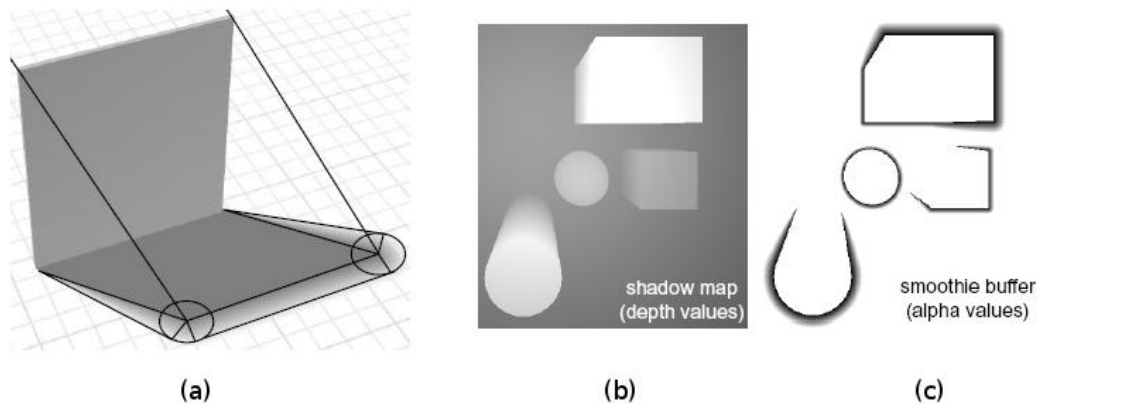 shadow map
(depth values)
smoothie buffer
(alpha values)
(a)
(b)
(c)